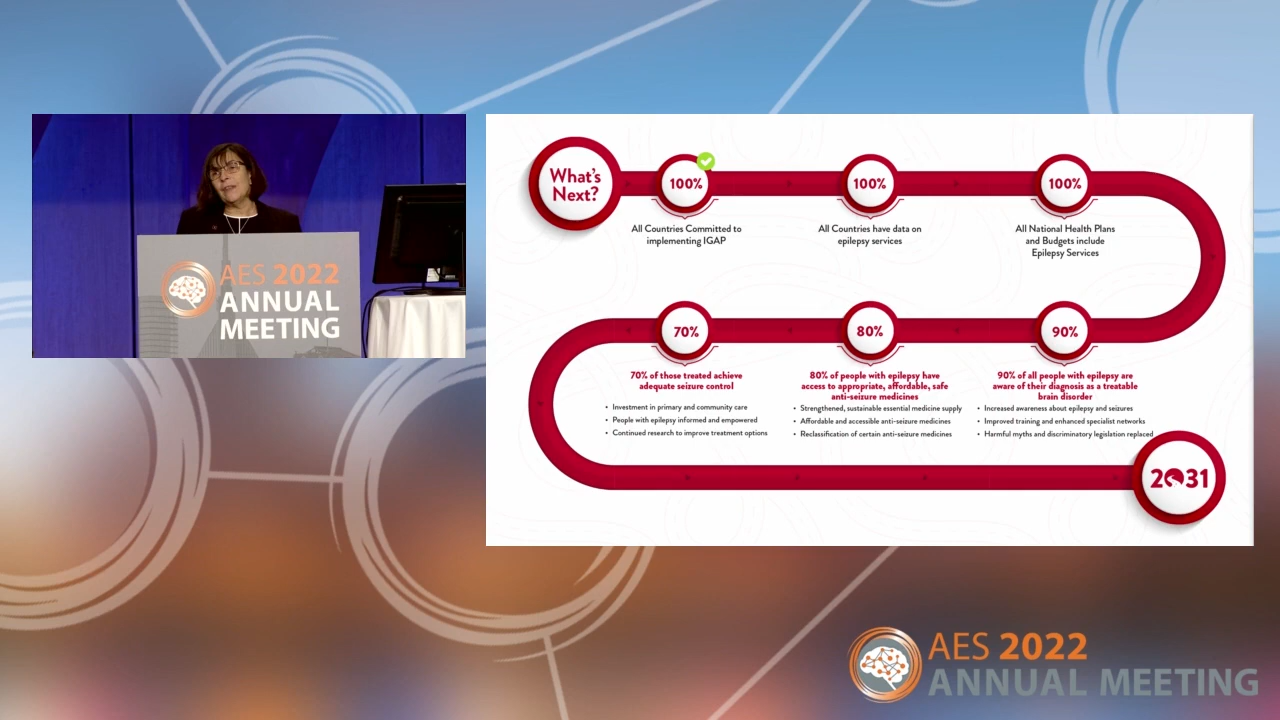 AES 2022
ANNUAL
MEETING
What's
Next?
100%
100%
100%
All Countries Committed to
implementing IGAP
All Countries have data on
epilepsy services
All National Health Plans
and Budgets include
Epilepsy Services
70%
80%
90%
70% of those treated achieve
adequate seizure control
• Investment in primary and community care
• People with epilepsy informed and empowered
• Continued research to improve treatment options
80% of people with epilepsy have
access to appropriate, affordable, safe
anti-seizure medicines
• Strengthened, sustainable essential medicine supply
• Affordable and accessible anti-seizure medicines
• Reclassification of certain anti-seizure medicines
90% of all people with epilepsy are
aware of their diagnosis as a treatable
brain disorder
• Increased awareness about epilepsy and seizures
• Improved training and enhanced specialist networks
• Harmful myths and discriminatory legislation replaced
2031
AES 2022
ANNUAL MEETING